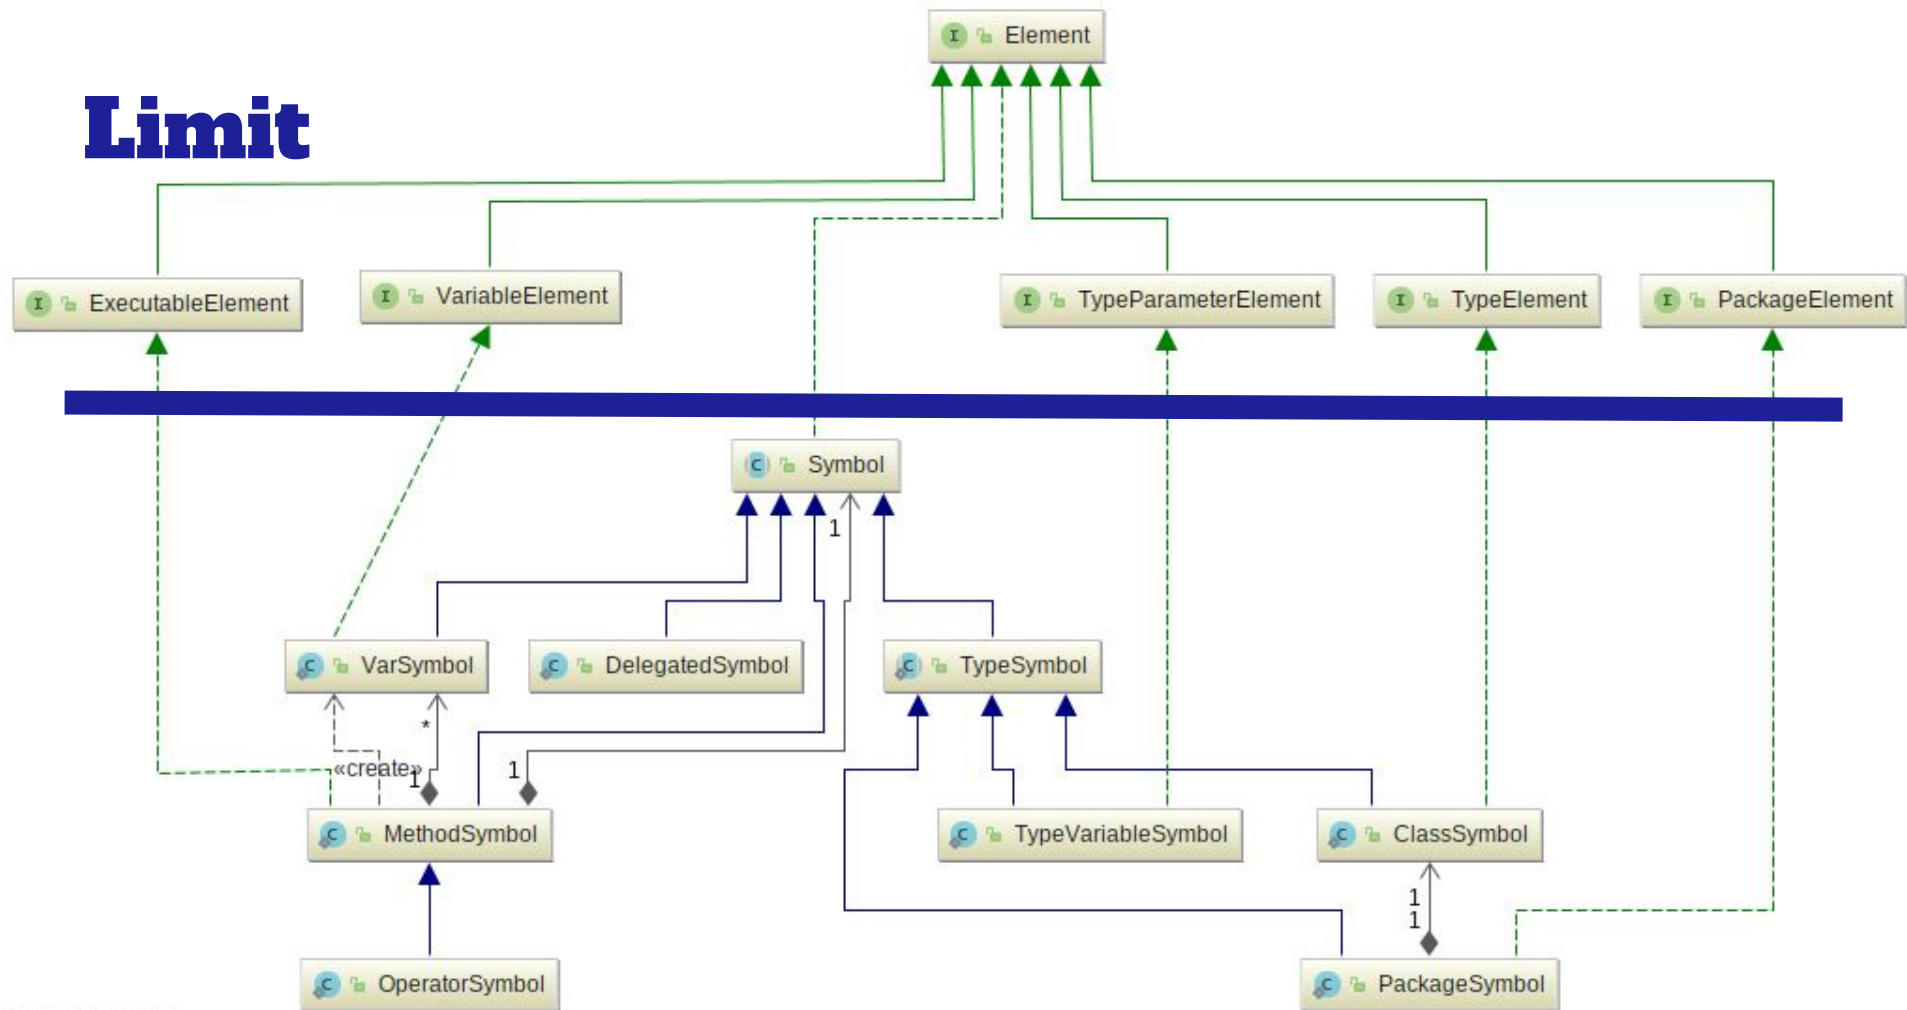 Element
Limit
ExecutableElement
VariableElement
TypeParameterElement
TypeElement
PackageElement
Symbol
1
VarSymbol
DelegatedSymbol
TypeSymbol
*
«create»
1
1
MethodSymbol
TypeVariableSymbol
ClassSymbol
1
1
OperatorSymbol
PackageSymbol